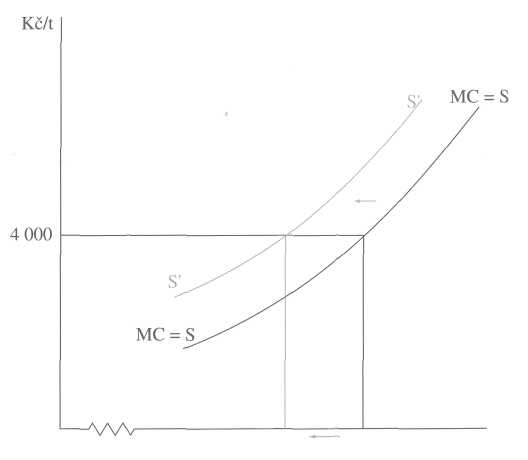 Kč/t
S'
MC = S
4 000
S'
MC = S